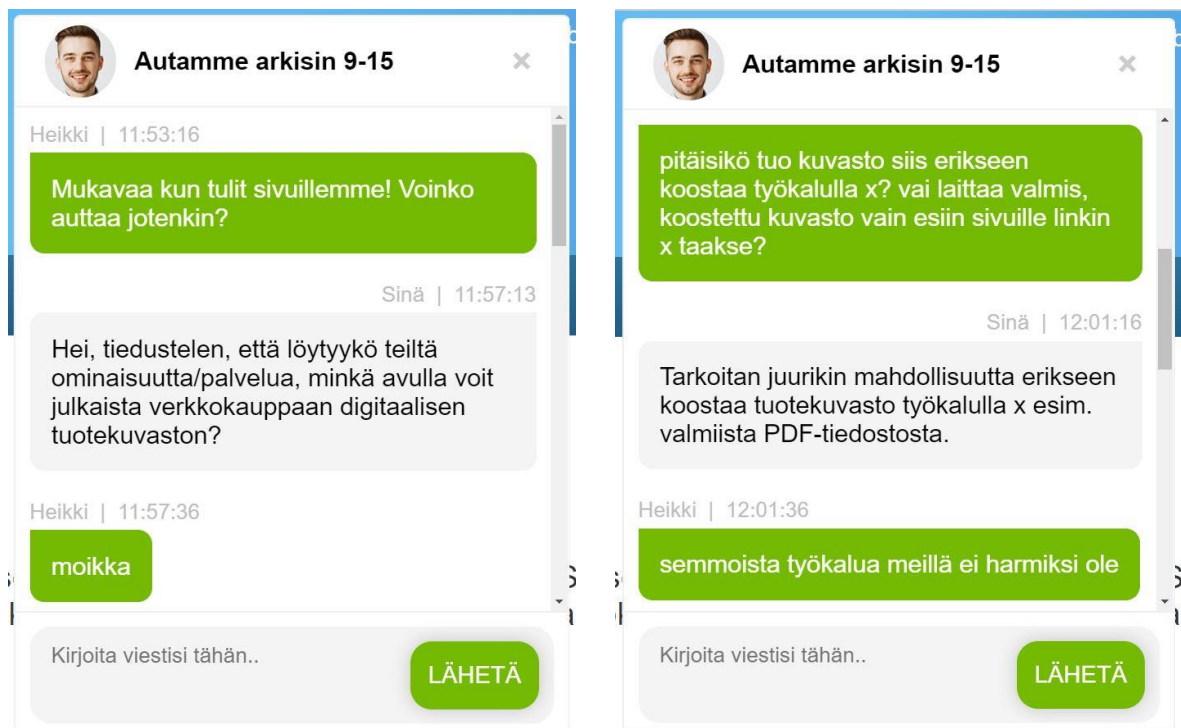 Autamme arkisin 9-15
×
Heikki | 11:53:16
Mukavaa kun tulit sivuillemme! Voinko
auttaa jotenkin?
Sinä | 11:57:13
Hei, tiedustelen, että löytyykö teiltä
ominaisuutta/palvelua, minkä avulla voit
julkaista verkkokauppaan digitaalisen
tuotekuvaston?
Heikki | 11:57:36
moikka
Kirjoita viestisi tähän..
LÄHETÄ
Autamme arkisin 9-15
×
pitäisikö tuo kuvasto siis erikseen
koostaa työkalulla x? vai laittaa valmis,
koostettu kuvasto vain esiin sivuille linkin
x taakse?
Sinä | 12:01:16
Tarkoitan juurikin mahdollisuutta erikseen
koostaa tuotekuvasto työkalulla x esim.
valmiista PDF-tiedostosta.
Heikki | 12:01:36
semmoista työkalua meillä ei harmiksi ole
Kirjoita viestisi tähän..
LÄHETÄ